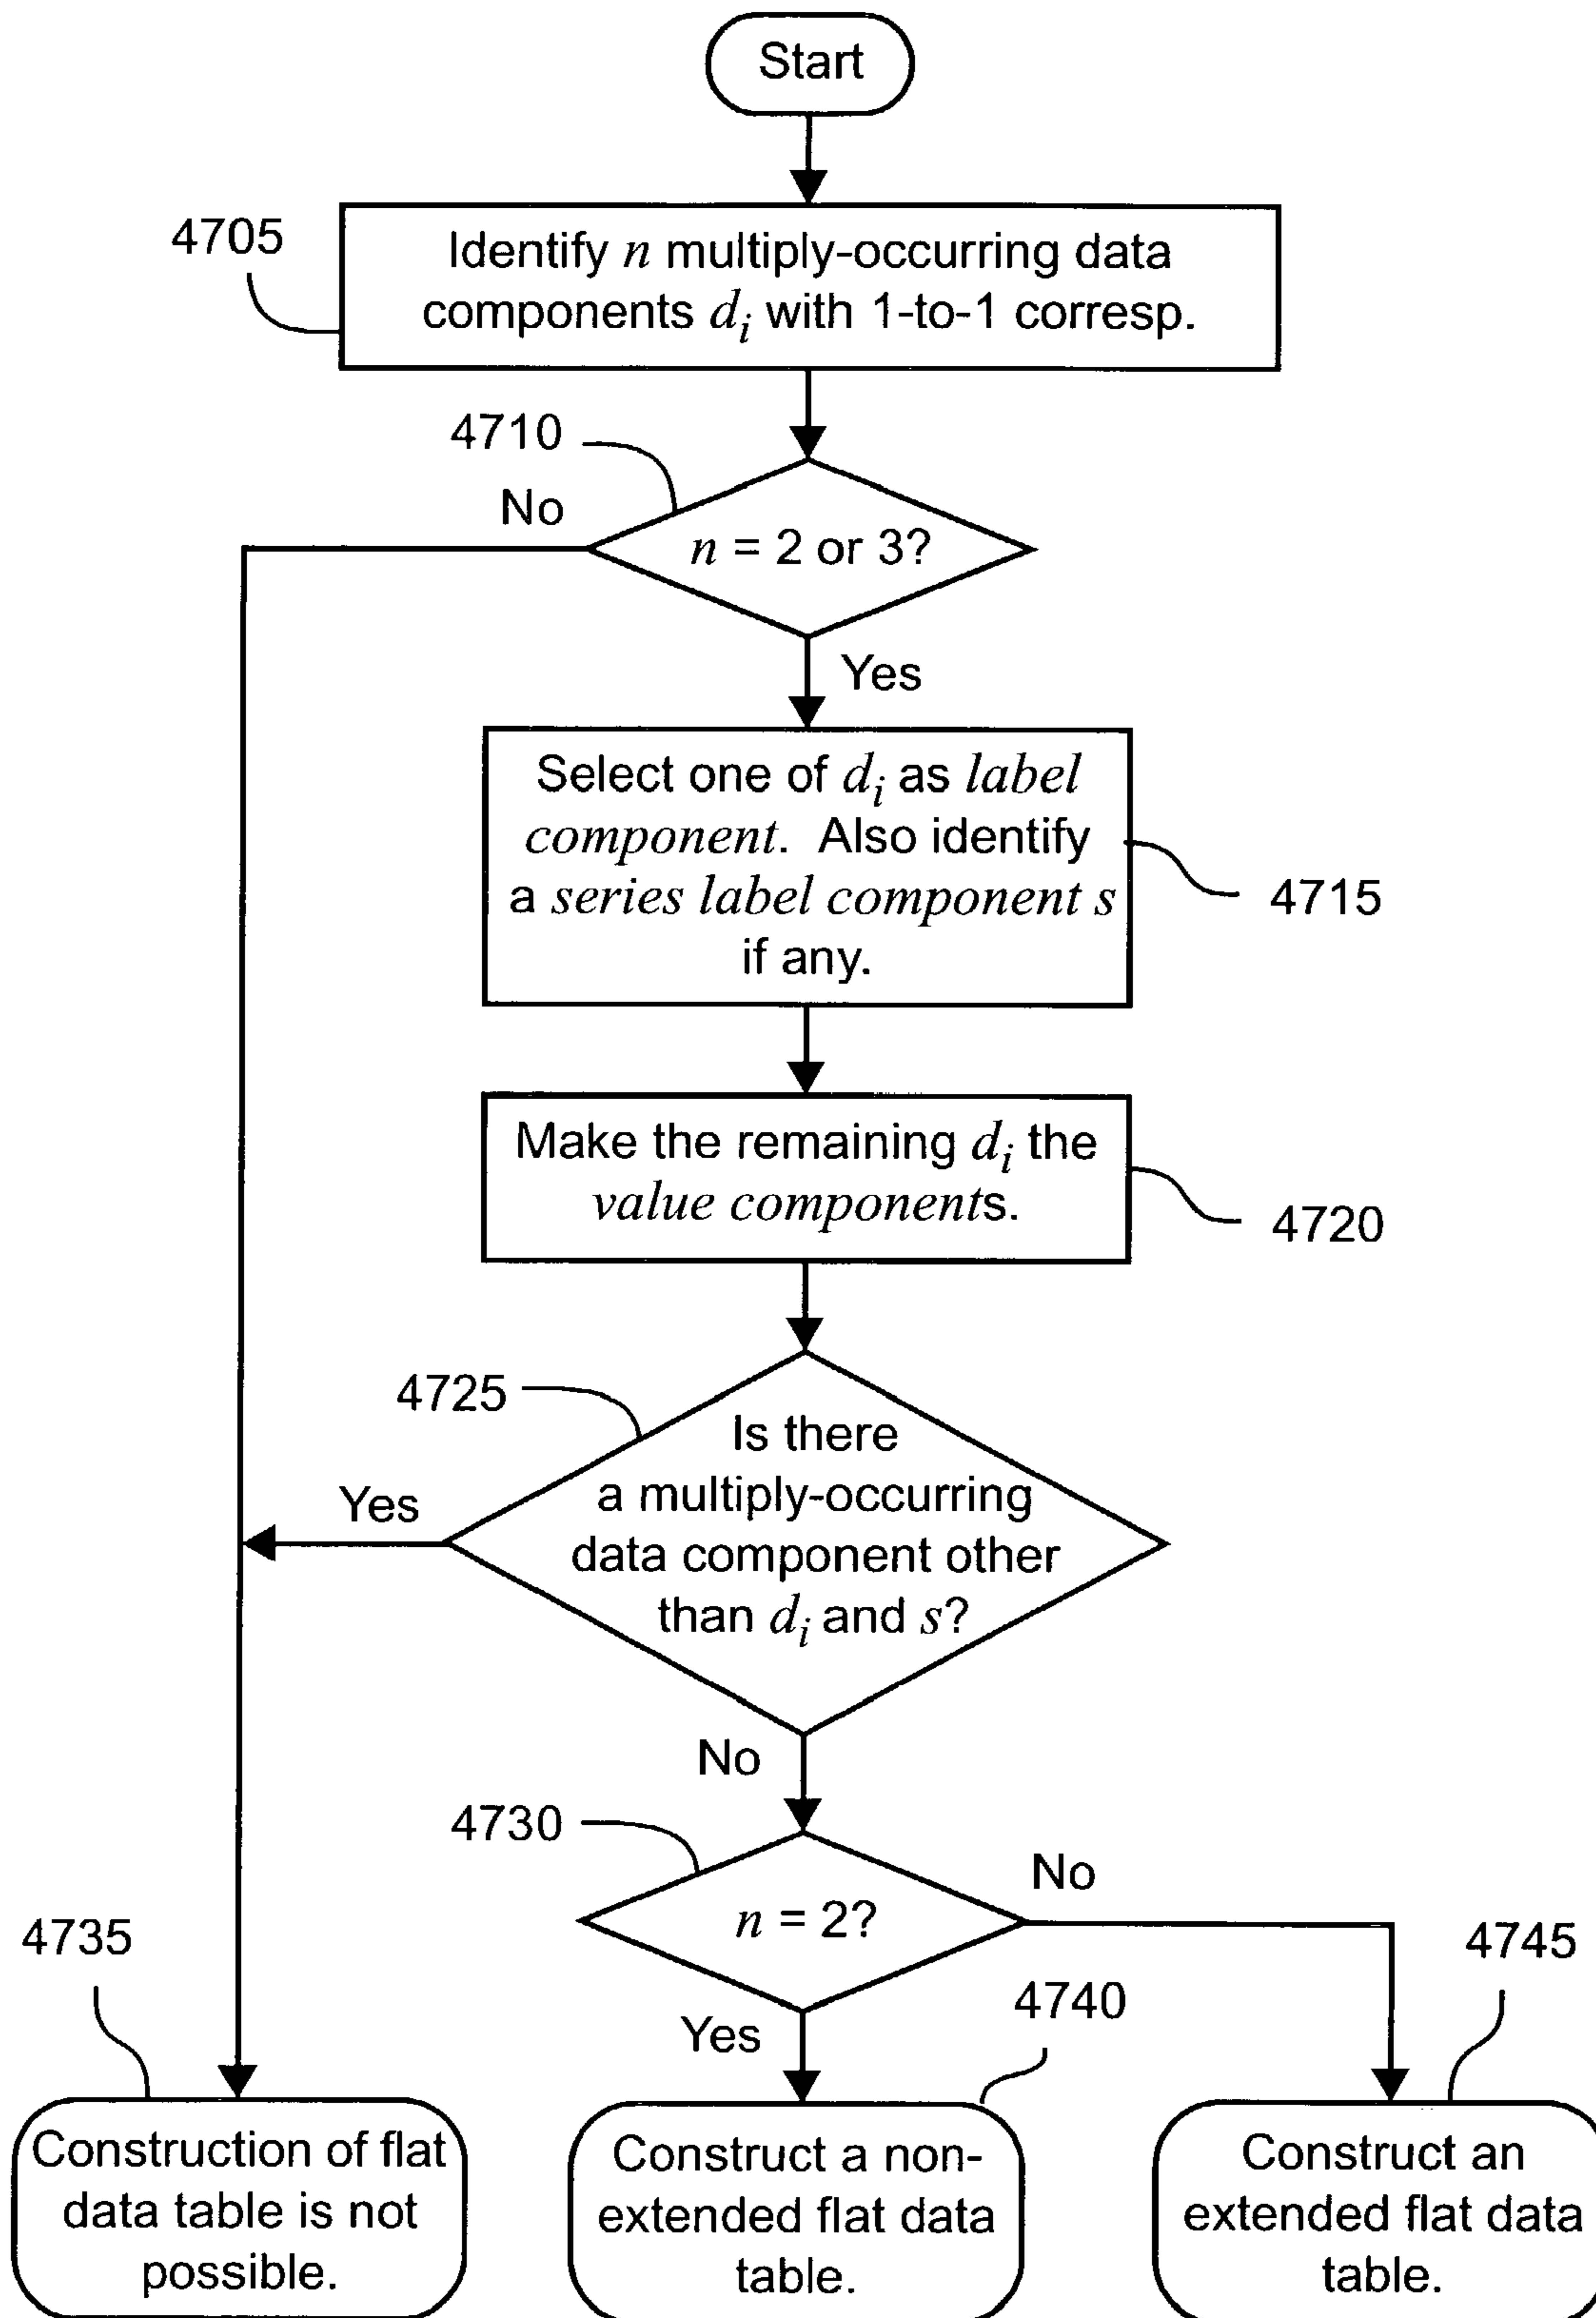 Start
4705
Identify n multiply-occurring data
components di with 1-to-1 corresp.
4710
No
n = 2 or 3?
Yes
Select one of di as label
component. Also identify
a series label component s
if any.
4715
Make the remaining di the
value components.
4720
4725
Is there
a multiply-occurring
data component other
than di and s?
Yes
No
4730
n = 2?
No
Yes
4735
4740
4745
Construction of flat
data table is not
possible.
Construct a non-
extended flat data
table.
Construct an
extended flat data
table.